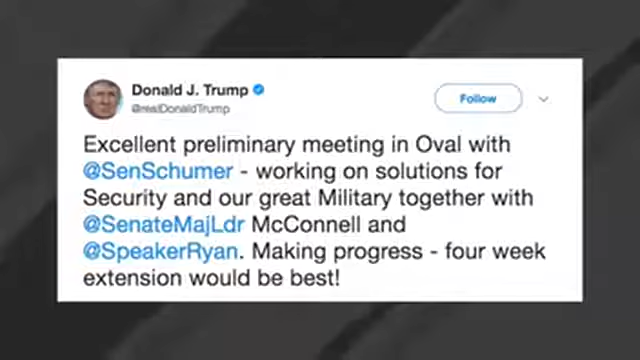 Donald J. Trump
@realDonaldTrump
Follow
Excellent preliminary meeting in Oval with
@SenSchumer - working on solutions for
Security and our great Military together with
@SenateMajLdr McConnell and
@SpeakerRyan. Making progress - four week
extension would be best!